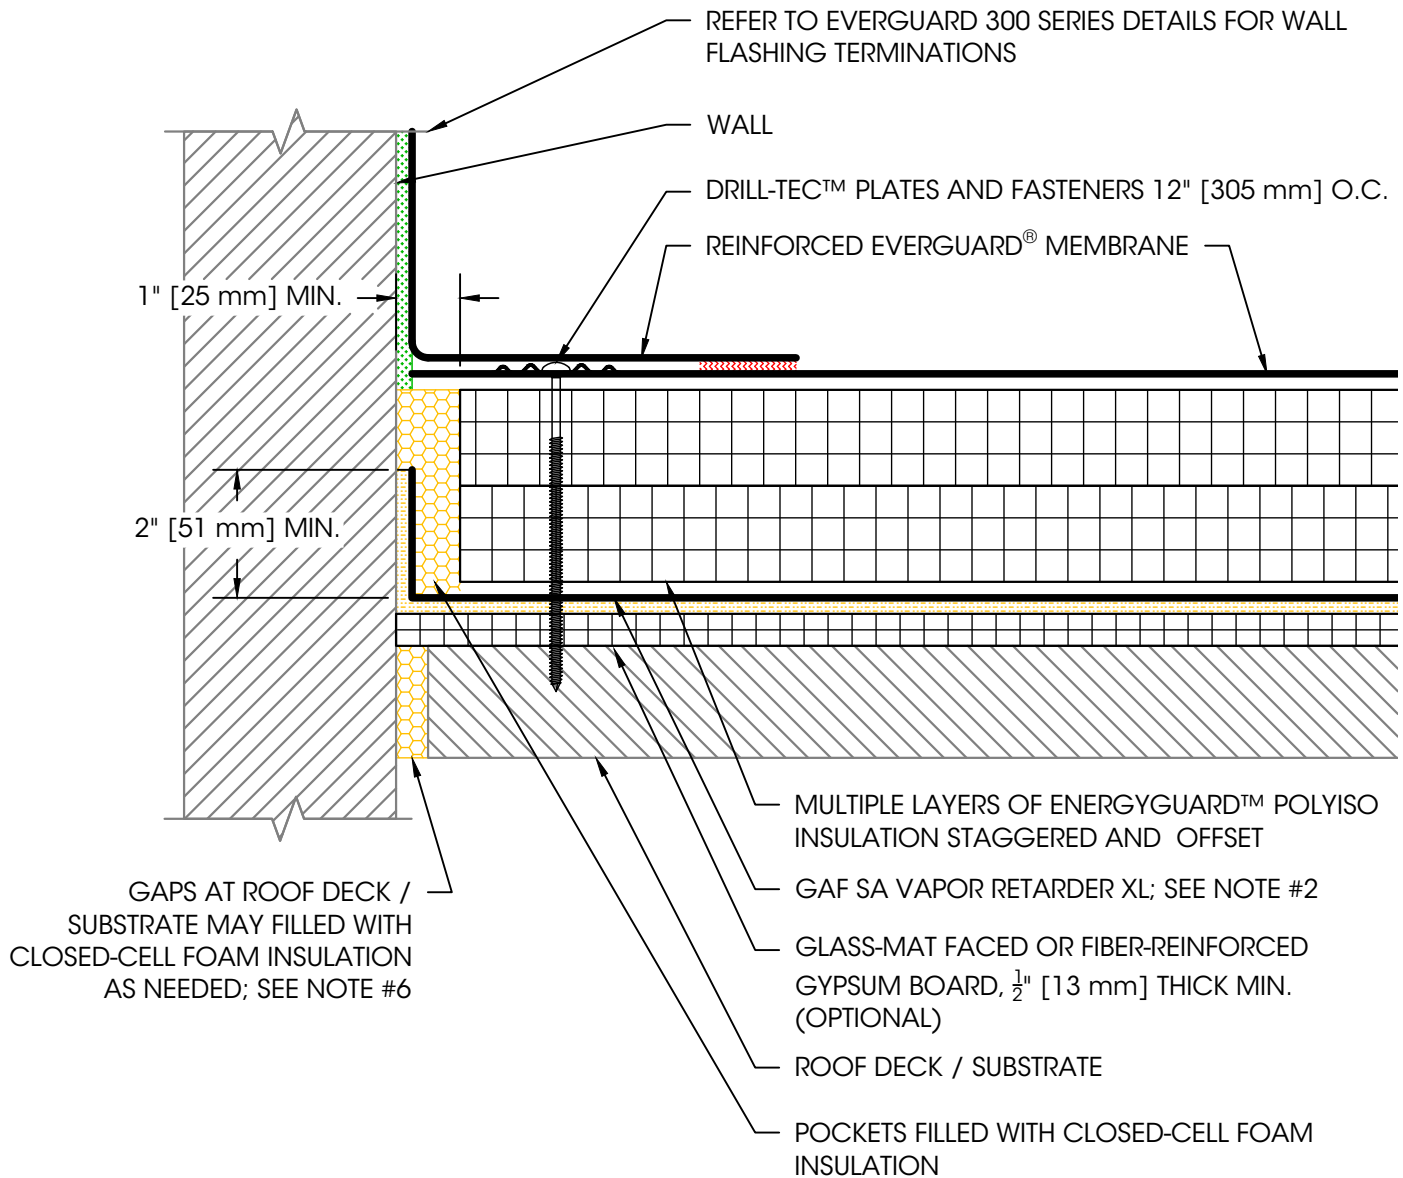 REFER TO EVERGUARD 300 SERIES DETAILS FOR WALL
FLASHING TERMINATIONS
WALL
DRILL-TEC™ PLATES AND FASTENERS 12" [305 mm] O.C.
REINFORCED EVERGUARD® MEMBRANE
1" [25 mm] MIN.
2" [51 mm] MIN.
MULTIPLE LAYERS OF ENERGYGUARD™ POLYISO
INSULATION STAGGERED AND OFFSET
GAF SA VAPOR RETARDER XL; SEE NOTE #2
GLASS-MAT FACED OR FIBER-REINFORCED
GYPSUM BOARD, 1/2" [13 mm] THICK MIN.
(OPTIONAL)
ROOF DECK / SUBSTRATE
POCKETS FILLED WITH CLOSED-CELL FOAM
INSULATION
GAPS AT ROOF DECK /
SUBSTRATE MAY FILLED WITH
CLOSED-CELL FOAM INSULATION
AS NEEDED; SEE NOTE #6